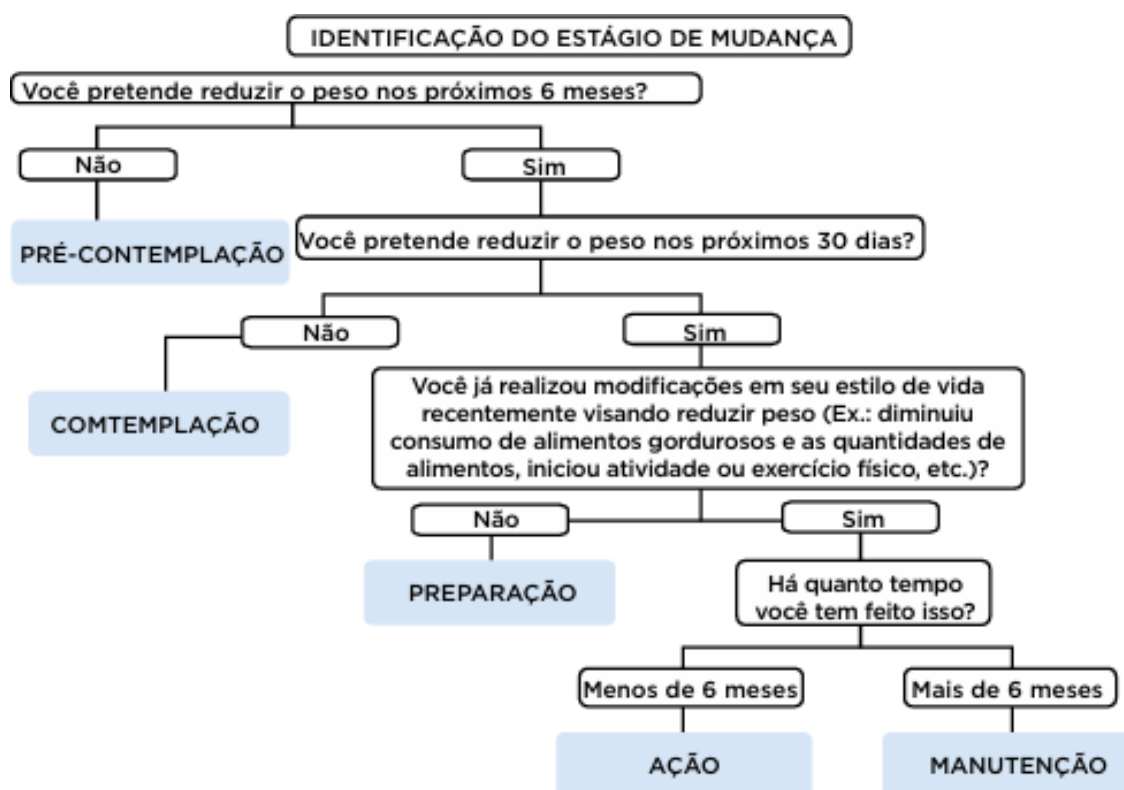 IDENTIFICAÇÃO DO ESTÁGIO DE MUDANÇA
Você pretende reduzir o peso nos próximos 6 meses?
Não
Sim
PRÉ-CONTEMPLAÇÃO
Você pretende reduzir o peso nos próximos 30 dias?
Não
Sim
COMTEMPLAÇÃO
Você já realizou modificações em seu estilo de vida
recentemente visando reduzir peso (Ex.: diminuiu
consumo de alimentos gordurosos e as quantidades de
alimentos, iniciou atividade ou exercício físico, etc.)?
Não
Sim
PREPARAÇÃO
Há quanto tempo
você tem feito isso?
Menos de 6 meses
Mais de 6 meses
AÇÃO
MANUTENÇÃO